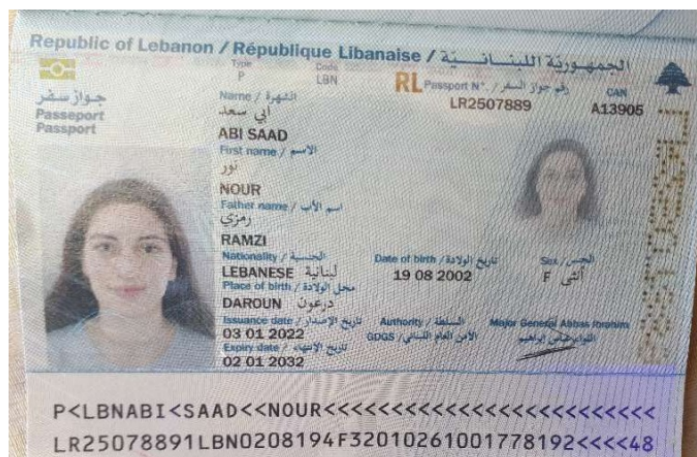 Republic of Lebanon / République Libanaise / الجمهورية اللبنانية
Type
P
Code
LBN
RL
Passport N°. / رقم جواز السفر
LR2507889
CAN
A13905
جواز سفر
Passeport
Passport
Name / الشهرة
ابي سعد
ABI SAAD
First name / الاسم
نور
NOUR
Father name / اسم الأب
رمزي
RAMZI
Nationality / الجنسية
LEBANESE لبنانية
Date of birth / تاريخ الولادة
19 08 2002
Sex / الجنس
F أنثى
Place of birth / محل الولادة
DAROUN درعون
Issuance date / تاريخ الإصدار
03 01 2022
Authority / السلطة
GDGS / الأمن العام اللبناني
Major General Abbas Ibrahim
اللواء عباس ابراهيم
Expiry date / تاريخ الإنتهاء
02 01 2032
P<LBNABI<SAAD<<NOUR<<<<<<<<<<<<<<<<<<<<<<<<<
LR25078891LBN0208194F32010261001778192<<<<48